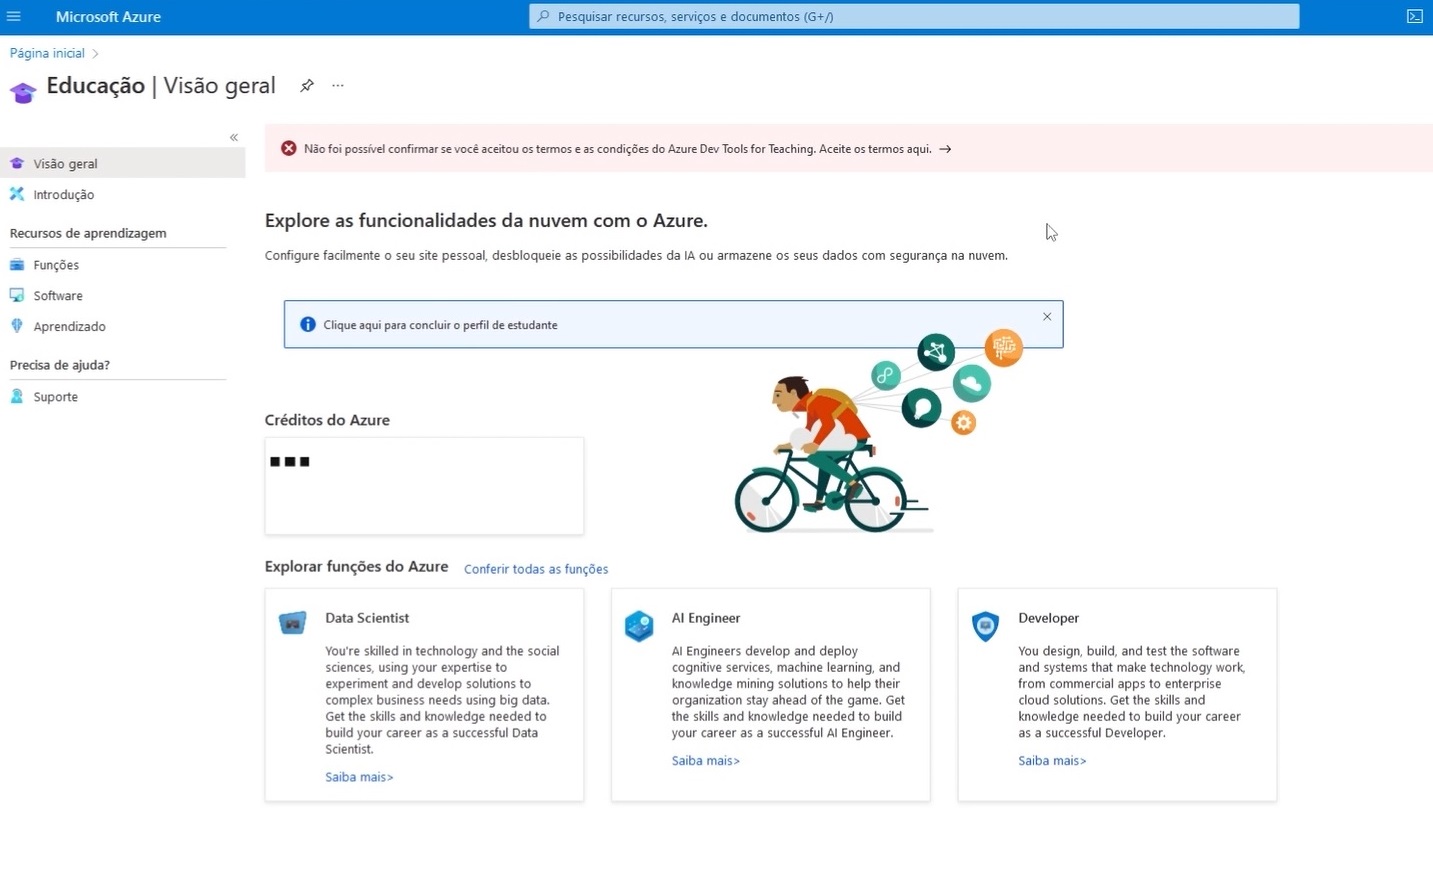 Microsoft Azure
Pesquisar recursos, serviços e documentos (G+/)
Página inicial
Educação | Visão geral
Visão geral
Introdução
Recursos de aprendizagem
Funções
Software
Aprendizado
Precisa de ajuda?
Suporte
Não foi possível confirmar se você aceitou os termos e as condições do Azure Dev Tools for Teaching. Aceite os termos aqui. →
Explore as funcionalidades da nuvem com o Azure.
Configure facilmente o seu site pessoal, desbloqueie as possibilidades da IA ou armazene os seus dados com segurança na nuvem.
Clique aqui para concluir o perfil de estudante
Créditos do Azure
Explorar funções do Azure Conferir todas as funções
Data Scientist
You're skilled in technology and the social
sciences, using your expertise to
experiment and develop solutions to
complex business needs using big data.
Get the skills and knowledge needed to
build your career as a successful Data
Scientist.
Saiba mais>
AI Engineer
AI Engineers develop and deploy
cognitive services, machine learning, and
knowledge mining solutions to help their
organization stay ahead of the game. Get
the skills and knowledge needed to build
your career as a successful AI Engineer.
Saiba mais>
Developer
You design, build, and test the software
and systems that make technology work,
from commercial apps to enterprise
cloud solutions. Get the skills and
knowledge needed to build your career
as a successful Developer.
Saiba mais>